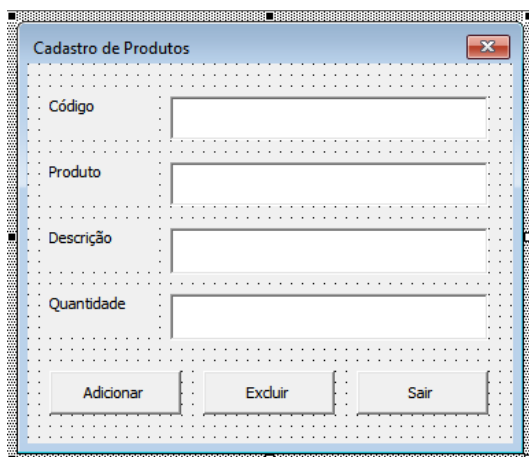 Cadastro de Produtos
Código
Produto
Descrição
Quantidade
Adicionar Excluir Sair